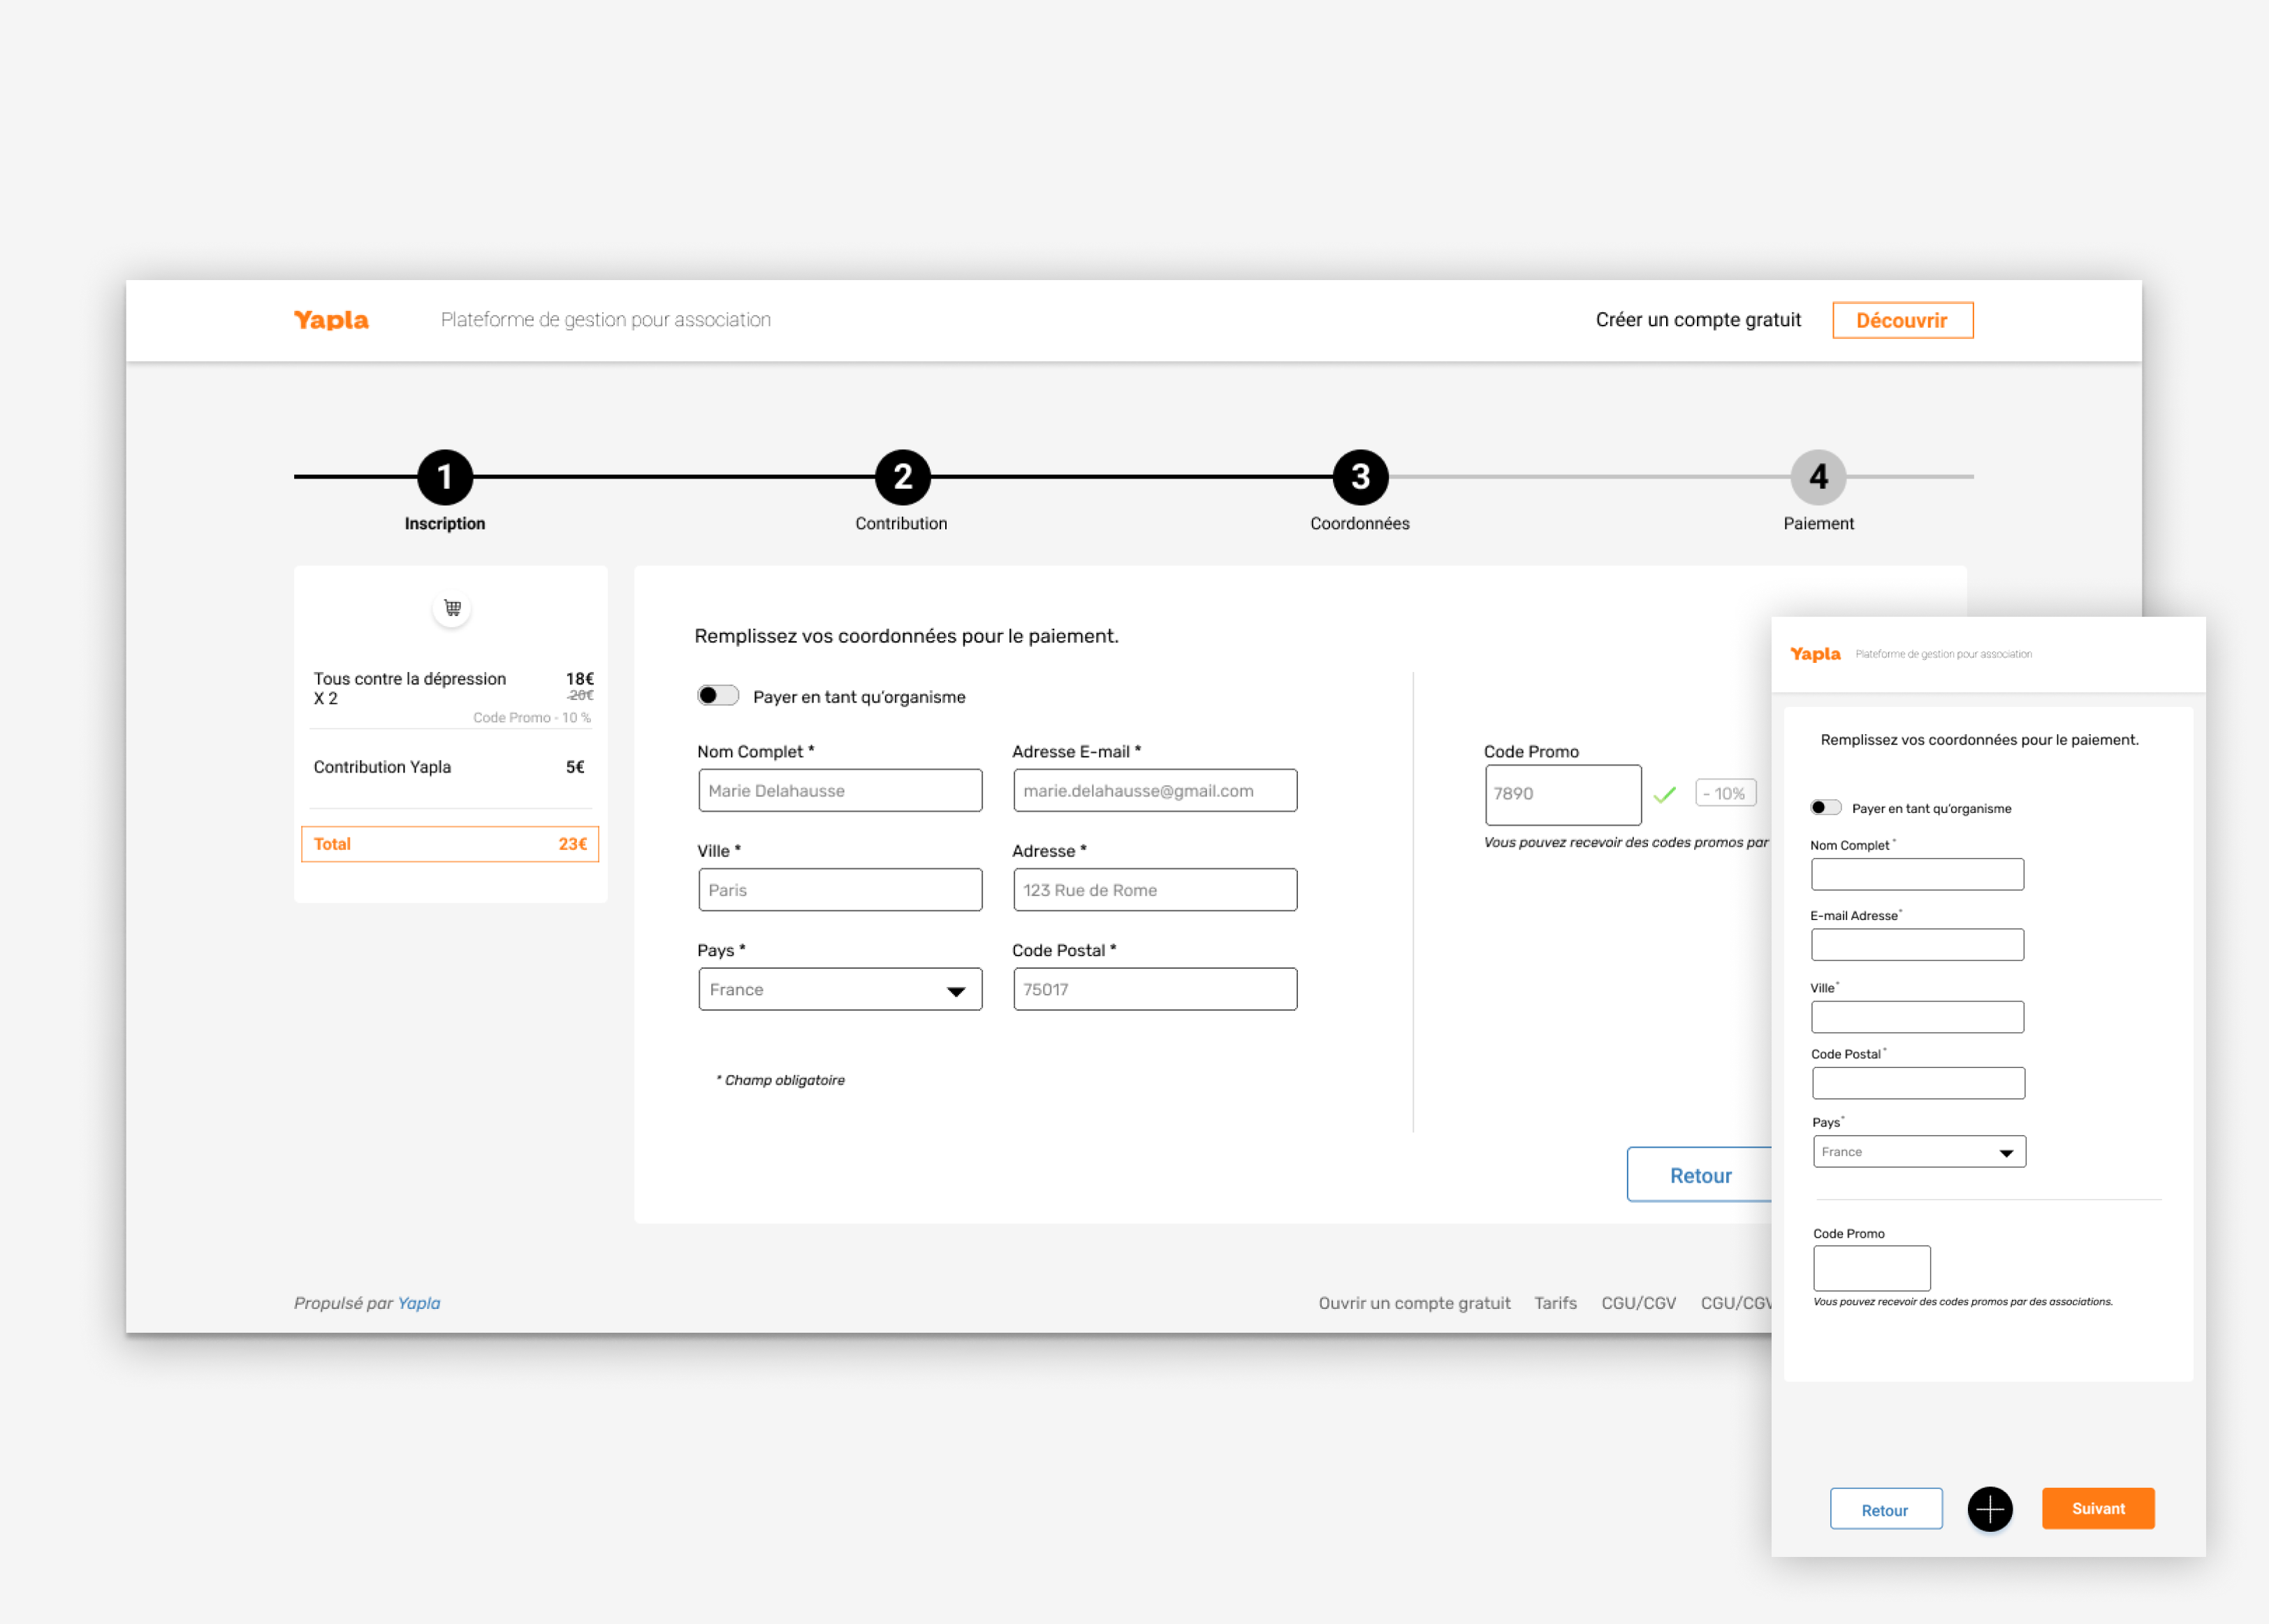 Yapla Plateforme de gestion pour association Créer un compte gratuit Découvrir
1 2 3 4
Inscription Contribution Coordonnées Paiement
Tous contre la dépression 18€
X 2 20€
Code Promo - 10 %
Contribution Yapla 5€
Total 23€
Remplissez vos coordonnées pour le paiement.
Payer en tant qu'organisme
Nom Complet * Adresse E-mail *
Marie Delahausse marie.delahausse@gmail.com
Ville * Adresse *
Paris 123 Rue de Rome
Pays * Code Postal *
France 75017
* Champ obligatoire
Code Promo
7890 - 10%
Vous pouvez recevoir des codes promos par
Retour
Propulsé par Yapla Ouvrir un compte gratuit Tarifs CGU/CGV CGU/CGV
Yapla Plateforme de gestion pour association
Remplissez vos coordonnées pour le paiement.
Payer en tant qu'organisme
Nom Complet *
E-mail Adresse *
Ville *
Code Postal *
Pays *
France
Code Promo
Vous pouvez recevoir des codes promos par des associations.
Retour Suivant